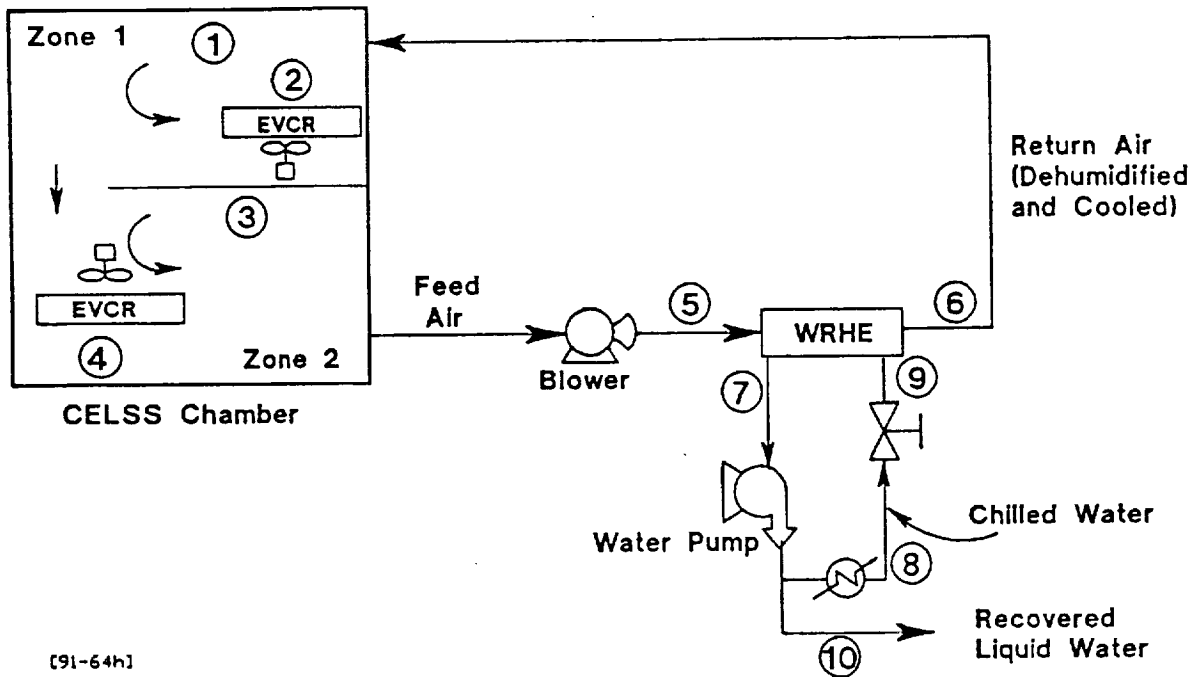 Zone 1
1
2
EVCR
3
EVCR
4
Zone 2
CELSS Chamber
Feed
Air
Blower
5
WRHE
6
Return Air
(Dehumidified
and Cooled)
7
9
Water Pump
Chilled Water
8
Recovered
Liquid Water
10
[91-64h]